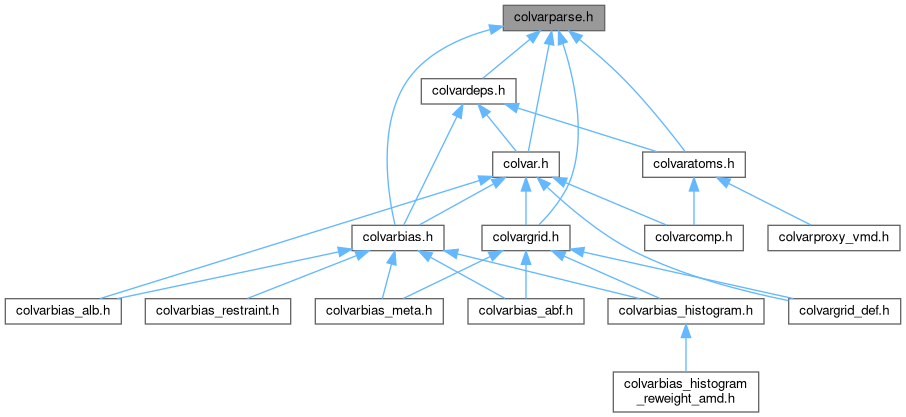 colvarparse.h
colvardeps.h
colvar.h
colvaratoms.h
colvarbias.h
colvargrid.h
colvarcomp.h
colvarproxy_vmd.h
colvarbias_alb.h
colvarbias_restraint.h
colvarbias_meta.h
colvarbias_abf.h
colvarbias_histogram.h
colvargrid_def.h
colvarbias_histogram
_reweight_amd.h